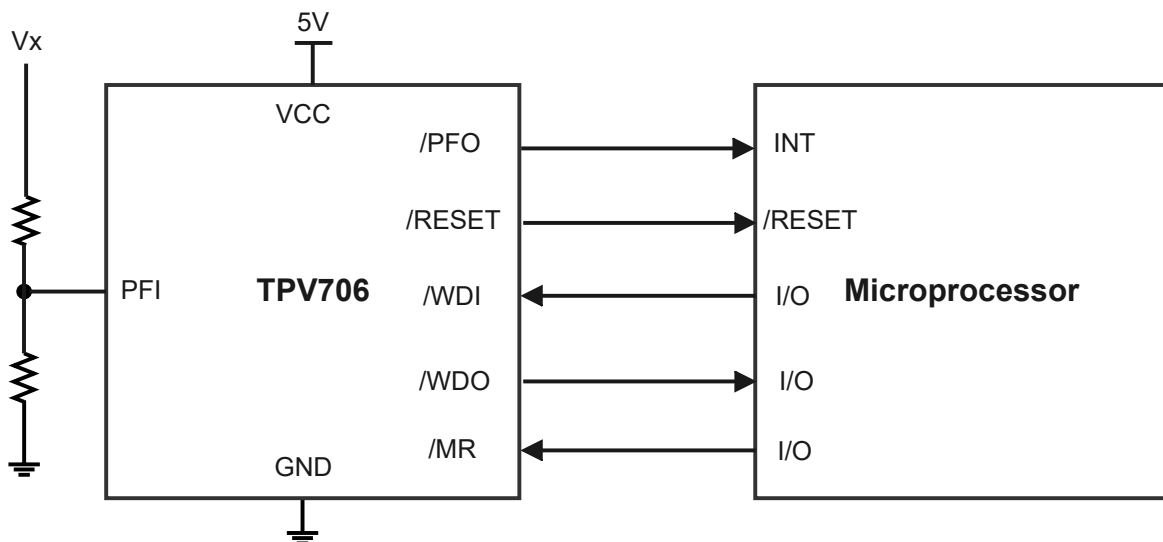 5V
Vx
VCC
/PFO
INT
/RESET
/RESET
PFI
TPV706
/WDI
I/O
Microprocessor
/WDO
I/O
/MR
I/O
GND